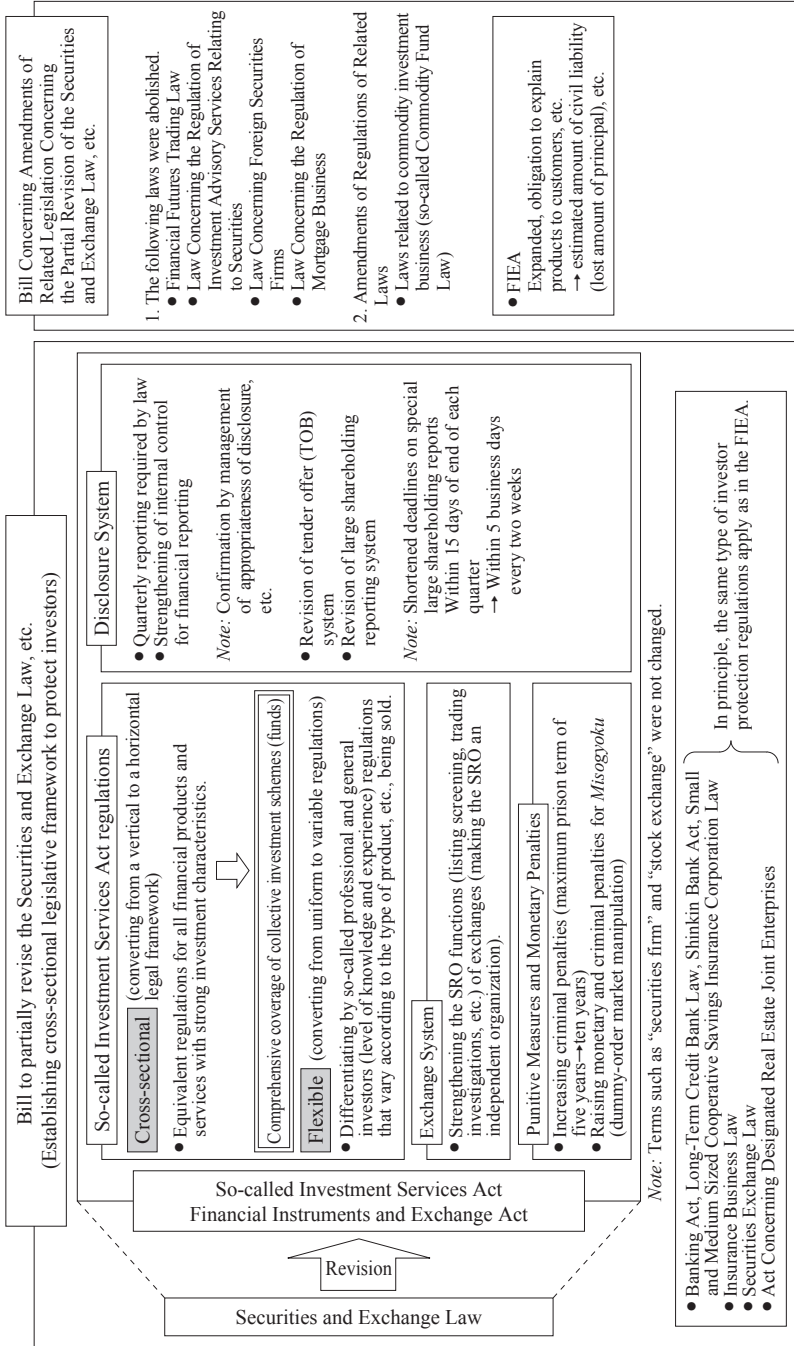 Bill to partially revise the Securities and Exchange Law, etc.
(Establishing cross-sectional legislative framework to protect investors)
Securities and Exchange Law
Revision
So-called Investment Services Act
Financial Instruments and Exchange Act
So-called Investment Services Act regulations
Cross-sectional
(converting from a vertical to a horizontal
legal framework)
● Equivalent regulations for all financial products and
services with strong investment characteristics.
Comprehensive coverage of collective investment schemes (funds)
Flexible
(converting from uniform to variable regulations)
● Differentiating by so-called professional and general
investors (level of knowledge and experience) regulations
that vary according to the type of product, etc., being sold.
Exchange System
● Strengthening the SRO functions (listing screening, trading
investigations, etc.) of exchanges (making the SRO an
independent organization).
Punitive Measures and Monetary Penalties
● Increasing criminal penalties (maximum prison term of
five years→ten years)
● Raising monetary and criminal penalties for Misogyoku
(dummy-order market manipulation)
Disclosure System
● Quarterly reporting required by law
● Strengthening of internal control
for financial reporting
Note: Confirmation by management
of appropriateness of disclosure,
etc.
● Revision of tender offer (TOB)
system
● Revision of large shareholding
reporting system
Note: Shortened deadlines on special
large shareholding reports
Within 15 days of end of each
quarter
→ Within 5 business days
every two weeks
Note: Terms such as “securities firm” and “stock exchange” were not changed.
● Banking Act, Long-Term Credit Bank Law, Shinkin Bank Act, Small
and Medium Sized Cooperative Savings Insurance Corporation Law
● Insurance Business Law
● Securities Exchange Law
● Act Concerning Designated Real Estate Joint Enterprises
In principle, the same type of investor
protection regulations apply as in the FIEA.
Bill Concerning Amendments of
Related Legislation Concerning
the Partial Revision of the Securities
and Exchange Law, etc.
1. The following laws were abolished.
● Financial Futures Trading Law
● Law Concerning the Regulation of
Investment Advisory Services Relating
to Securities
● Law Concerning Foreign Securities
Firms
● Law Concerning the Regulation of
Mortgage Business
2. Amendments of Regulations of Related
Laws
● Laws related to commodity investment
business (so-called Commodity Fund
Law)
● FIEA
Expanded, obligation to explain
products to customers, etc.
→ estimated amount of civil liability
(lost amount of principal), etc.